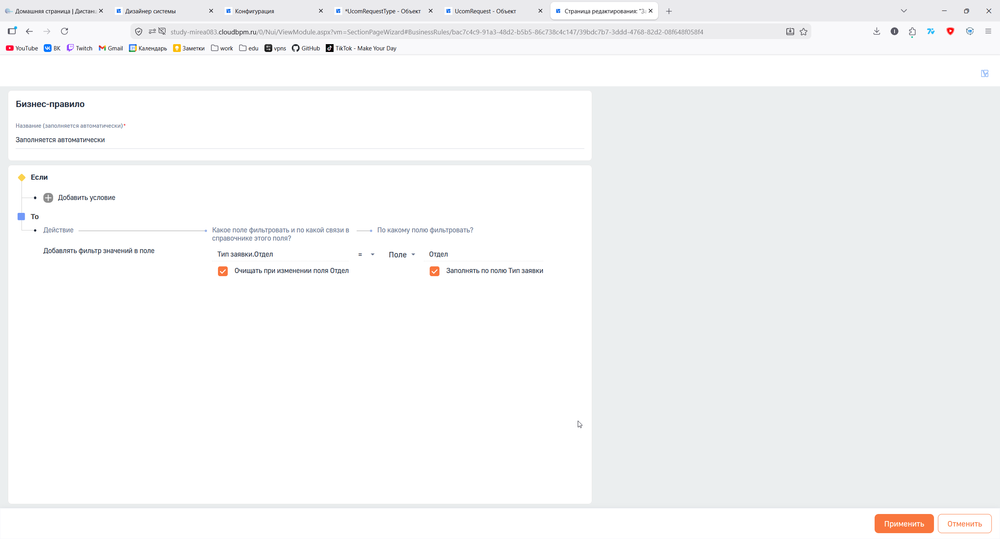 Домашняя страница | Дистанц
Дизайнер системы
Конфигурация
*UcomRequestType - Объект
UcomRequest - Объект
Страница редактирования: "За
study-mirea083.cloudbpm.ru/0/Nui/ViewModule.aspx?vm=SectionPageWizard#BusinessRules/bac7c4c9-91a3-48d2-b5b5-86c738c4c147/39bdc7b7-3ddd-4768-82d2-08f648f058f4
YouTube
ВК
Twitch
Gmail
31 Календарь
Заметки
work
edu
vpns
GitHub
TikTok - Make Your Day
Бизнес-правило
Название (заполняется автоматически)*
Заполняется автоматически
Если
Добавить условие
То
Действие
Какое поле фильтровать и по какой связи в
справочнике этого поля?
По какому полю фильтровать?
Добавлять фильтр значений в поле
Тип заявки.Отдел
=
Поле
Отдел
Очищать при изменении поля Отдел
Заполнять по полю Тип заявки
Применить
Отменить